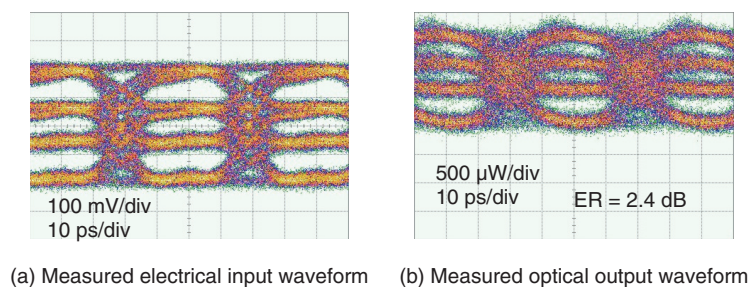 100 mV/div
10 ps/div
500 µW/div
10 ps/div
ER = 2.4 dB
(a) Measured electrical input waveform
(b) Measured optical output waveform